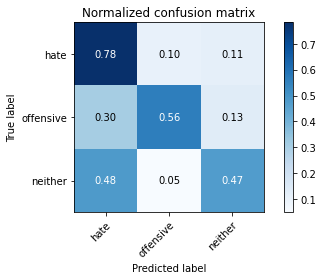 Normalized confusion matrix
True label
hate 0.78 0.10 0.11
offensive 0.30 0.56 0.13
neither 0.48 0.05 0.47
hate offensive neither
Predicted label
0.7
0.6
0.5
0.4
0.3
0.2
0.1